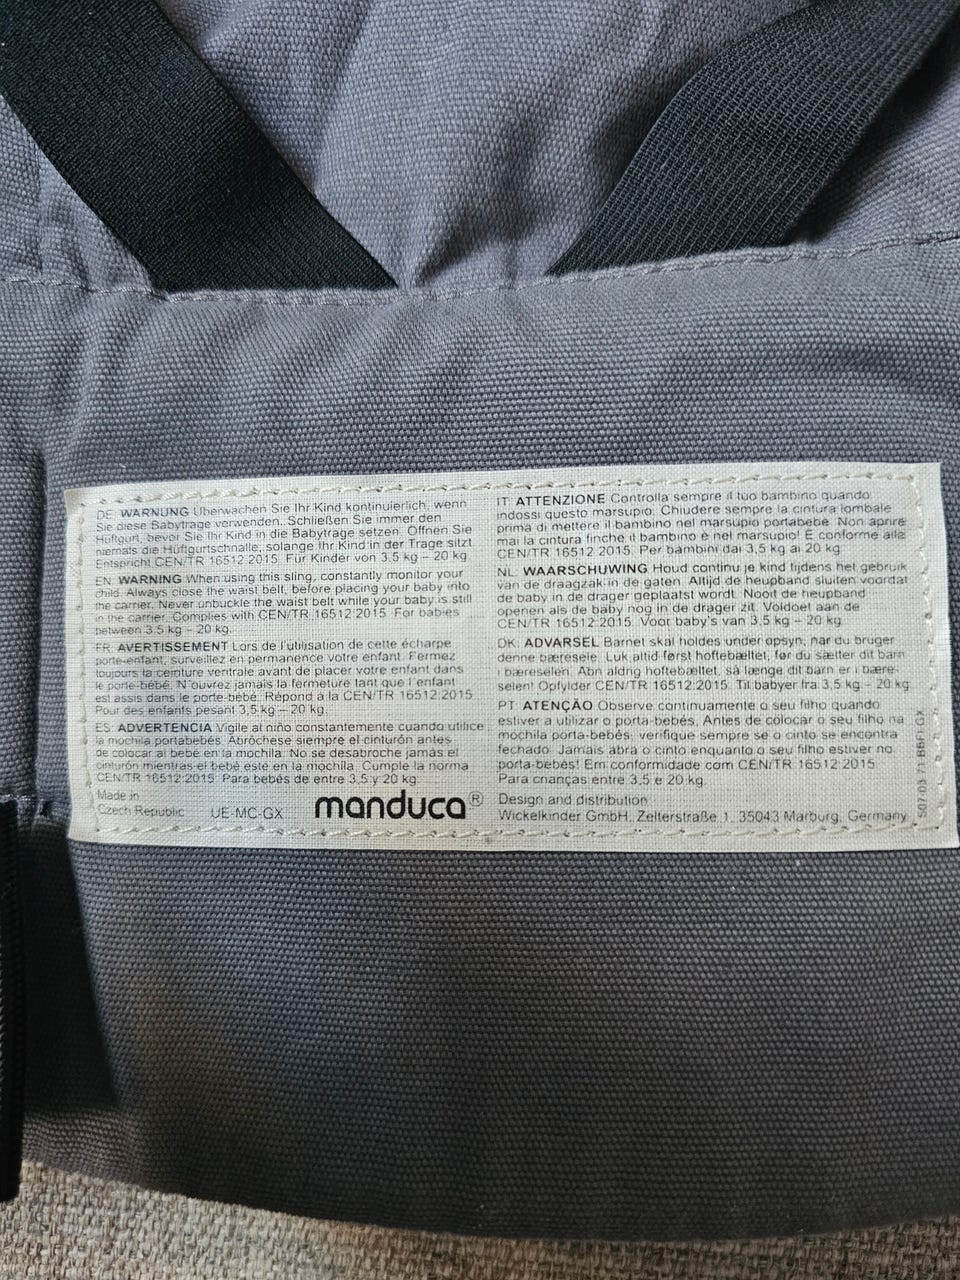 DE: WARNUNG Überwachen Sie Ihr Kind kontinuierlich, wenn
Sie diese Babytrage verwenden. Schließen Sie immer den
Hüftgurt, bevor Sie Ihr Kind in die Babytrage setzen. Öffnen Sie
niemals die Hüftgurtschnalle, solange Ihr Kind in der Trage sitzt.
Entspricht CEN/TR 16512:2015. Für Kinder von 3,5 kg – 20 kg.
EN: WARNING When using this sling, constantly monitor your
child. Always close the waist belt, before placing your baby into
the carrier. Never unbuckle the waist belt while your baby is still
in the carrier. Complies with CEN/TR 16512:2015. For babies
between 3.5 kg – 20 kg.
FR: AVERTISSEMENT Lors de l'utilisation de cette écharpe
porte-enfant, surveillez en permanence votre enfant. Fermez
toujours la ceinture ventrale avant de placer votre enfant dans
le porte-bébé. N'ouvrez jamais la fermeture tant que l'enfant
est assis dans le porte-bébé. Répond à la CEN/TR 16512:2015.
Pour des enfants pesant 3,5 kg – 20 kg.
ES: ADVERTENCIA Vigile al niño constantemente cuando utilice
la mochila portabebés. Abróchese siempre el cinturón antes
de colocar al bebé en la mochila. No se desabroche jamás el
cinturón mientras el bebé esté en la mochila. Cumple la norma
CEN/TR 16512:2015. Para bebés de entre 3,5 y 20 kg.
Made in
Czech Republic UE-MC-GX manduca®
IT: ATTENZIONE Controlla sempre il tuo bambino quando
indossi questo marsupio. Chiudere sempre la cintura lombale
prima di mettere il bambino nel marsupio portabebè. Non aprire
mai la cintura finche il bambino è nel marsupio! È conforme alla
CEN/TR 16512:2015. Per bambini dai 3,5 kg ai 20 kg.
NL: WAARSCHUWING Houd continu je kind tijdens het gebruik
van de draagzak in de gaten. Altijd de heupband sluiten voordat
de baby in de drager geplaatst wordt. Nooit de heupband
openen als de baby nog in de drager zit. Voldoet aan de
CEN/TR 16512:2015. Voor baby's van 3,5 kg – 20 kg.
DK: ADVARSEL Barnet skal holdes under opsyn, når du bruger
denne bæresele. Luk altid først hoftebæltet, før du sætter dit barn
i bæreselen. Åbn aldrig hoftebæltet, så længe dit barn er i bære-
selen! Opfylder CEN/TR 16512:2015. Til babyer fra 3,5 kg – 20 kg.
PT: ATENÇÃO Observe continuamente o seu filho quando
estiver a utilizar o porta-bebés. Antes de colocar o seu filho na
mochila porta-bebés, verifique sempre se o cinto se encontra
fechado. Jamais abra o cinto enquanto o seu filho estiver no
porta-bebés! Em conformidade com CEN/TR 16512:2015.
Para crianças entre 3,5 e 20 kg.
Design and distribution
Wickelkinder GmbH, Zelterstraße 1, 35043 Marburg, Germany